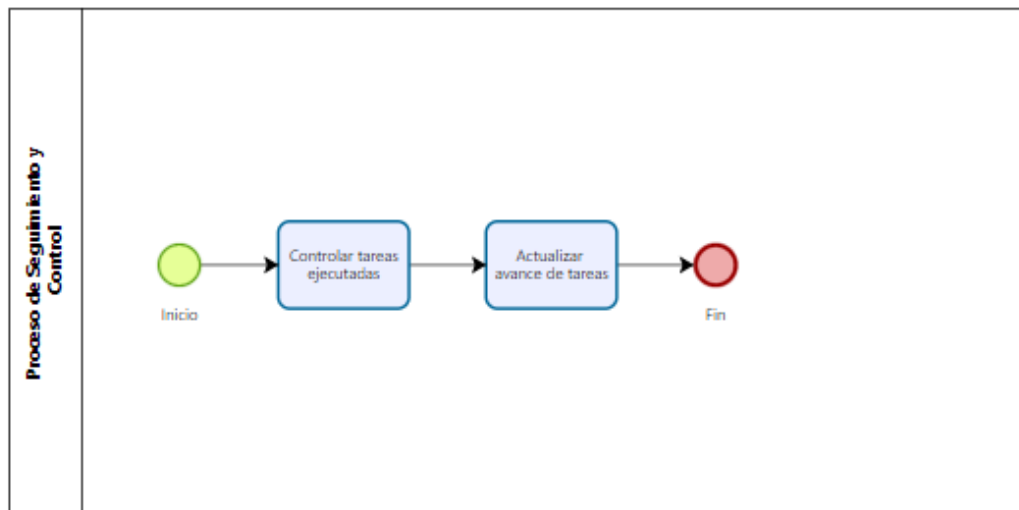 Proceso de Seguimiento y
Control
Inicio
Controlar tareas
ejecutadas
Actualizar
avance de tareas
Fin